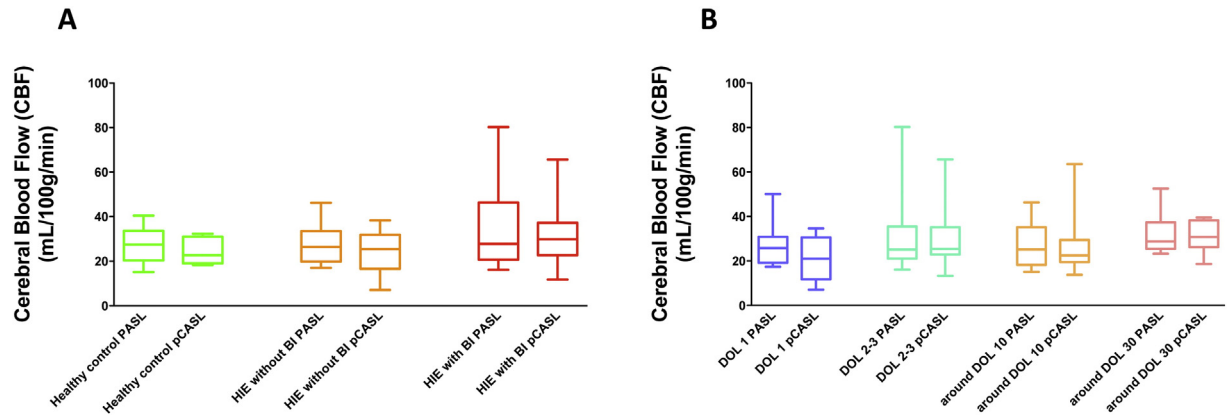 A
Cerebral Blood Flow (CBF)
(mL/100g/min)
100
80
60
40
20
0
Healthy control PASL
Healthy control pCASL
HIE without BI PASL
HIE without BI pCASL
HIE with BI PASL
HIE with BI pCASL
B
Cerebral Blood Flow (CBF)
(mL/100g/min)
100
80
60
40
20
0
DOL 1 PASL
DOL 1 pCASL
DOL 2-3 PASL
DOL 2-3 pCASL
around DOL 10 PASL
around DOL 10 pCASL
around DOL 30 PASL
around DOL 30 pCASL